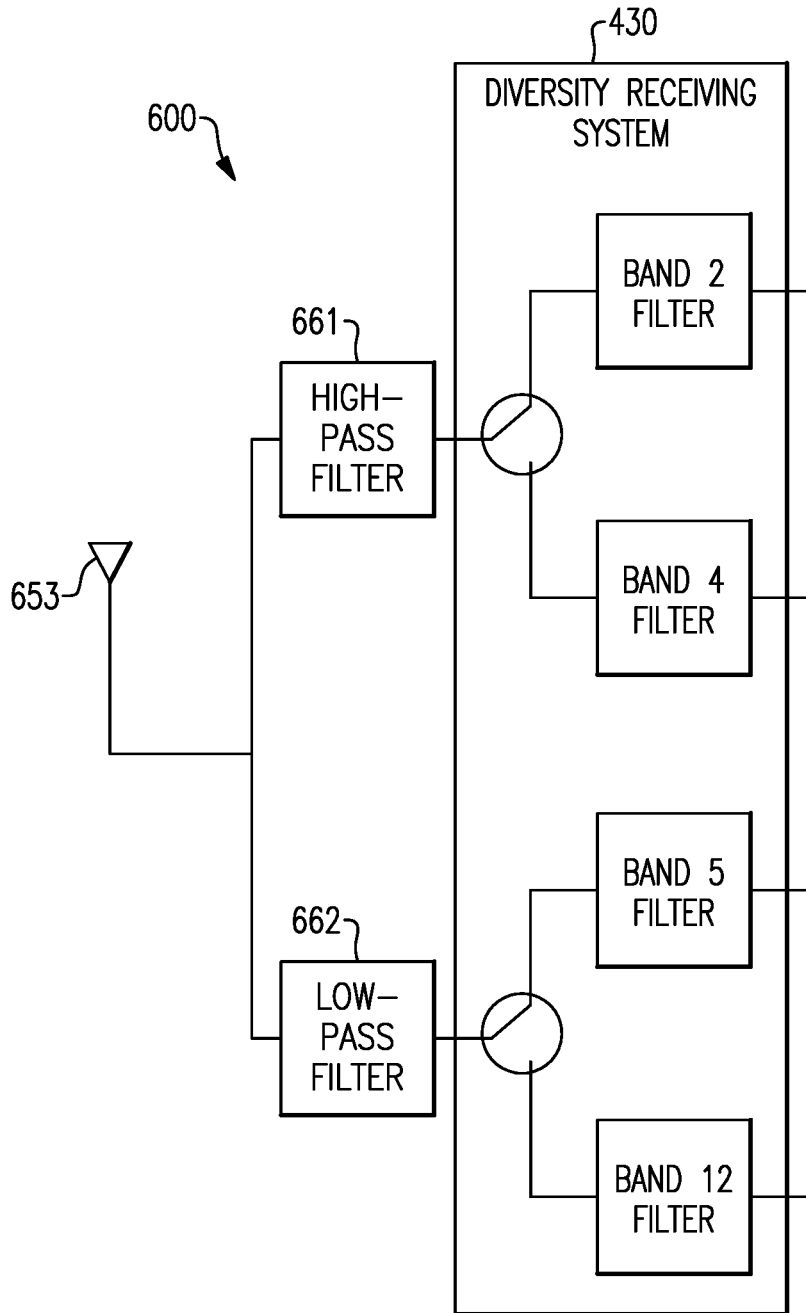 430
DIVERSITY RECEIVING
SYSTEM
600
BAND 2
FILTER
661
HIGH-
PASS
FILTER
653
BAND 4
FILTER
BAND 5
FILTER
662
LOW-
PASS
FILTER
BAND 12
FILTER